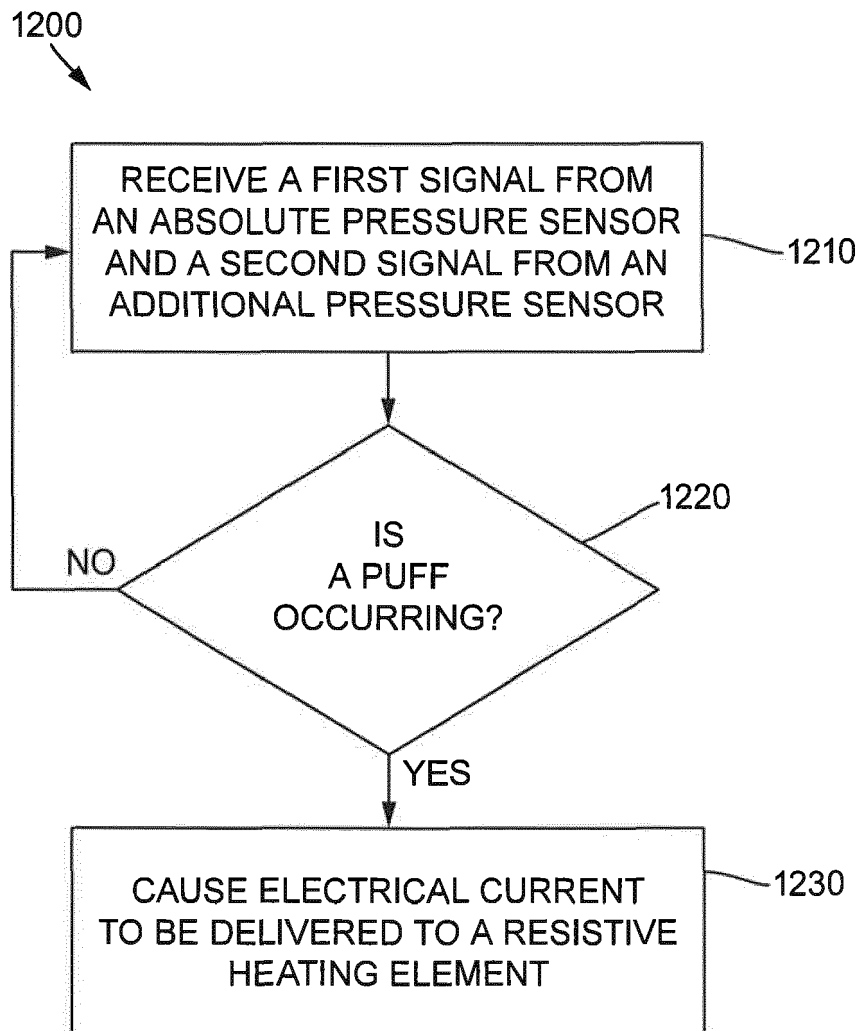 1200
RECEIVE A FIRST SIGNAL FROM
AN ABSOLUTE PRESSURE SENSOR
AND A SECOND SIGNAL FROM AN
ADDITIONAL PRESSURE SENSOR
1210
1220
IS
A PUFF
OCCURRING?
NO
YES
CAUSE ELECTRICAL CURRENT
TO BE DELIVERED TO A RESISTIVE
HEATING ELEMENT
1230